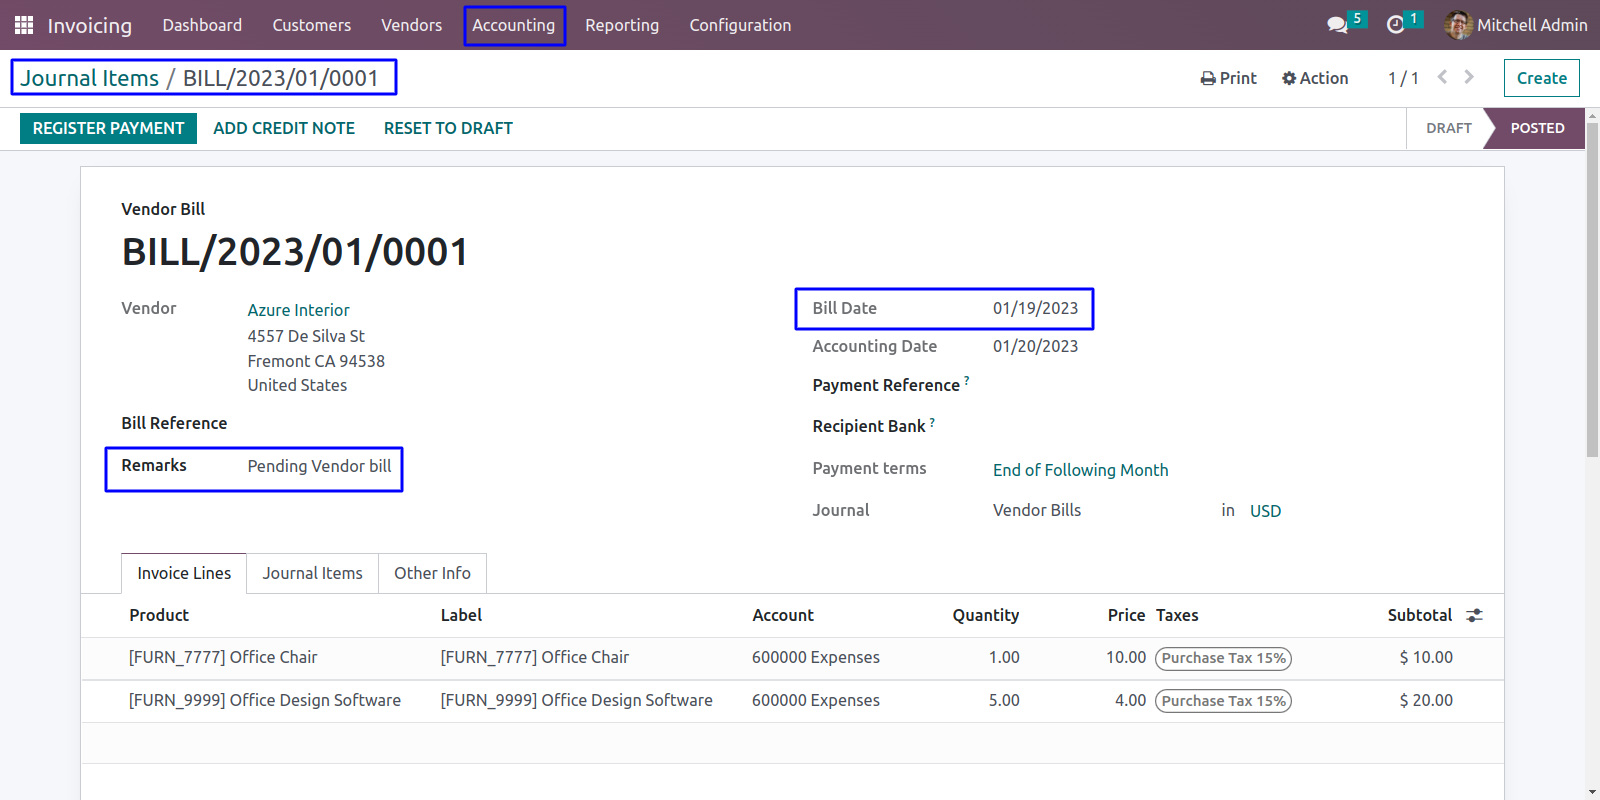 Invoicing Dashboard Customers Vendors Accounting Reporting Configuration 5 1 Mitchell Admin
Journal Items / BILL/2023/01/0001 Print Action 1 / 1 Create
REGISTER PAYMENT ADD CREDIT NOTE RESET TO DRAFT DRAFT POSTED
Vendor Bill
BILL/2023/01/0001
Vendor Azure Interior
4557 De Silva St
Fremont CA 94538
United States
Bill Reference
Remarks Pending Vendor bill
Bill Date 01/19/2023
Accounting Date 01/20/2023
Payment Reference ?
Recipient Bank ?
Payment terms End of Following Month
Journal Vendor Bills in USD
Invoice Lines Journal Items Other Info
Product Label Account Quantity Price Taxes Subtotal
[FURN_7777] Office Chair [FURN_7777] Office Chair 600000 Expenses 1.00 10.00 Purchase Tax 15% $ 10.00
[FURN_9999] Office Design Software [FURN_9999] Office Design Software 600000 Expenses 5.00 4.00 Purchase Tax 15% $ 20.00